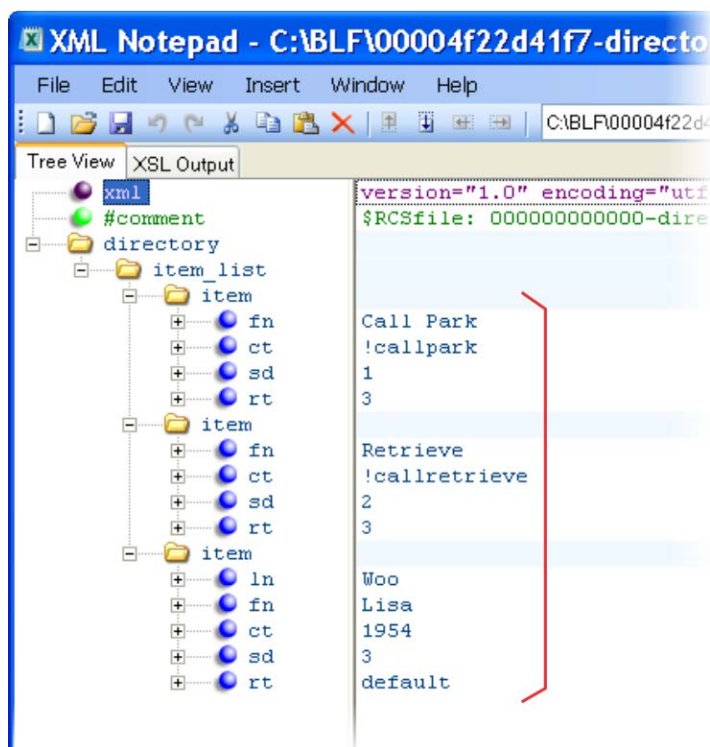 XML Notepad - C:\BLF\00004f22d41f7-directo
File Edit View Insert Window Help
C:\BLF\00004f22d4
Tree View XSL Output
xml version="1.0" encoding="utf
#comment $RCSfile: 000000000000-dire
directory
item_list
item
fn Call Park
ct !callpark
sd 1
rt 3
item
fn Retrieve
ct !callretrieve
sd 2
rt 3
item
ln Woo
fn Lisa
ct 1954
sd 3
rt default